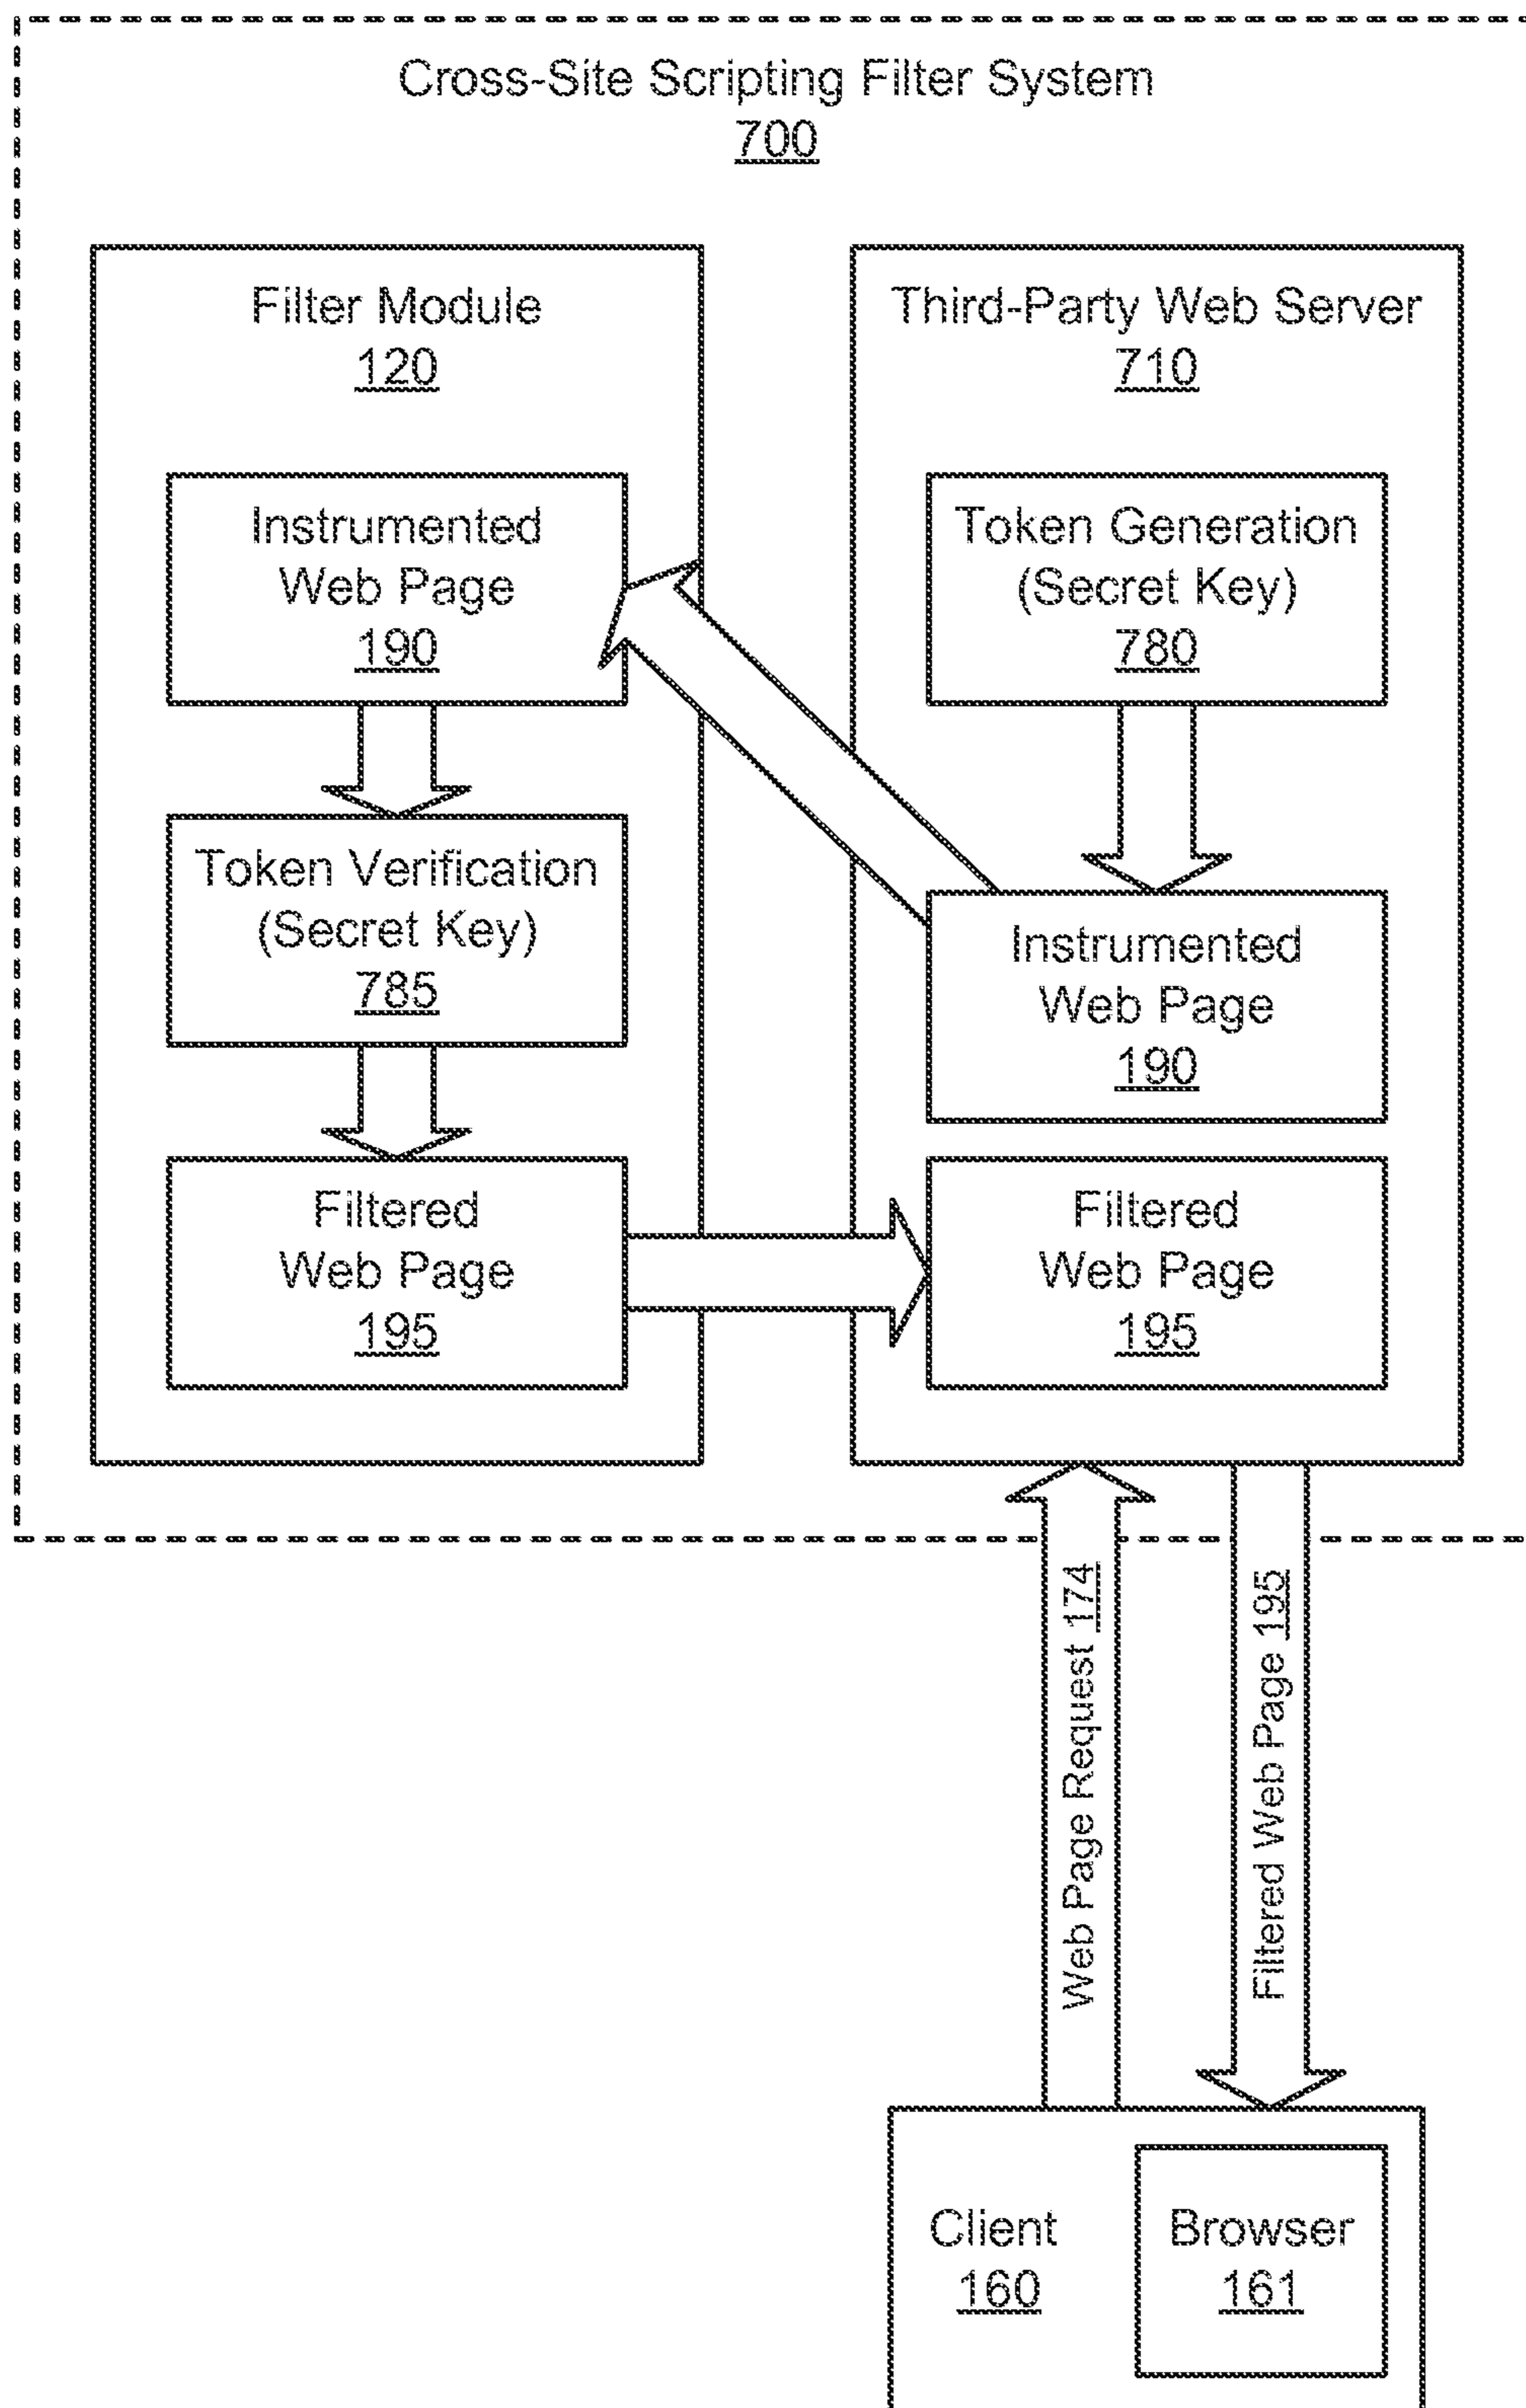 Cross-Site Scripting Filter System
700
Filter Module
120
Instrumented
Web Page
190
Token Verification
(Secret Key)
785
Filtered
Web Page
195
Third-Party Web Server
710
Token Generation
(Secret Key)
780
Instrumented
Web Page
190
Filtered
Web Page
195
Web Page Request 174
Filtered Web Page 195
Client
160
Browser
161